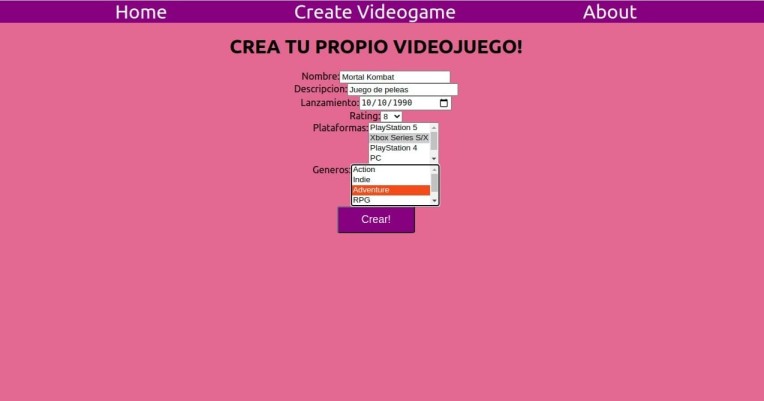 Home Create Videogame About
CREA TU PROPIO VIDEOJUEGO!
Nombre: Mortal Kombat
Descripcion: Juego de peleas
Lanzamiento: 10/10/1990
Rating: 8
Plataformas: PlayStation 5
Xbox Series S/X
PlayStation 4
PC
Generos: Action
Indie
Adventure
RPG
Crear!